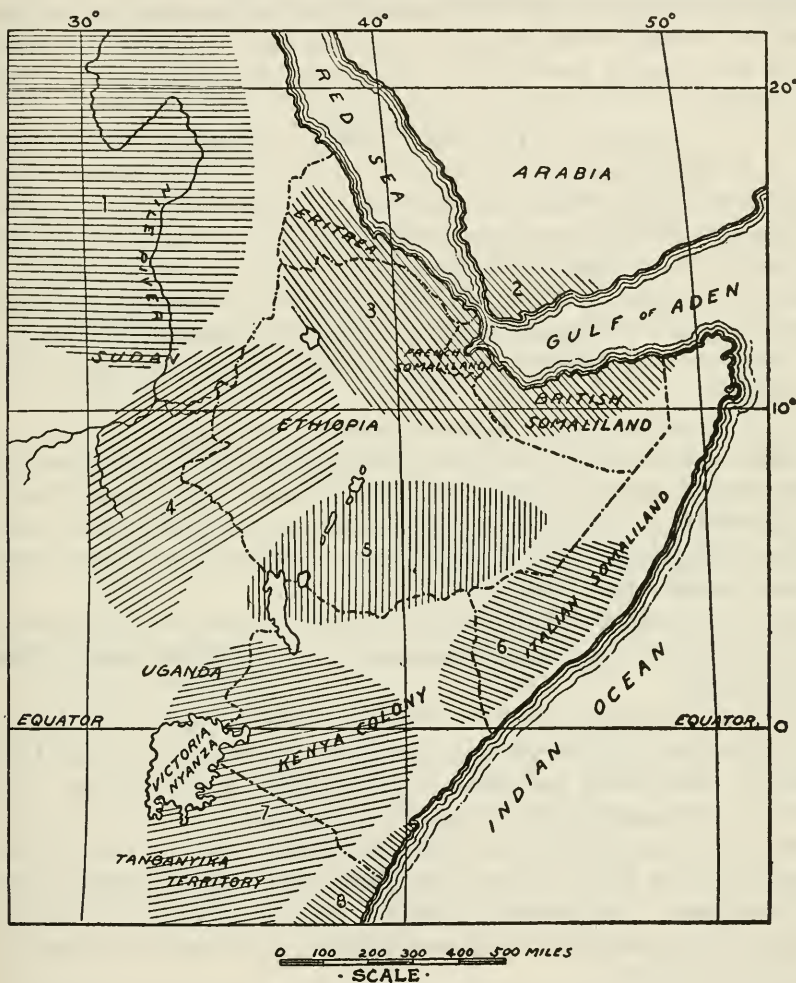 30° 40° 50°
20°
RED SEA
ARABIA
1
NILE RIVER
ERITREA
2
3
GULF OF ADEN
SUDAN
FRENCH
SOMALILAND
BRITISH
SOMALILAND
10°
ETHIOPIA
4
5
ITALIAN SOMALILAND
6
UGANDA
EQUATOR
EQUATOR
0
VICTORIA
NYANZA
KENYA COLONY
INDIAN OCEAN
7
TANGANYIKA
TERRITORY
8
0 100 200 300 400 500 MILES
· SCALE ·